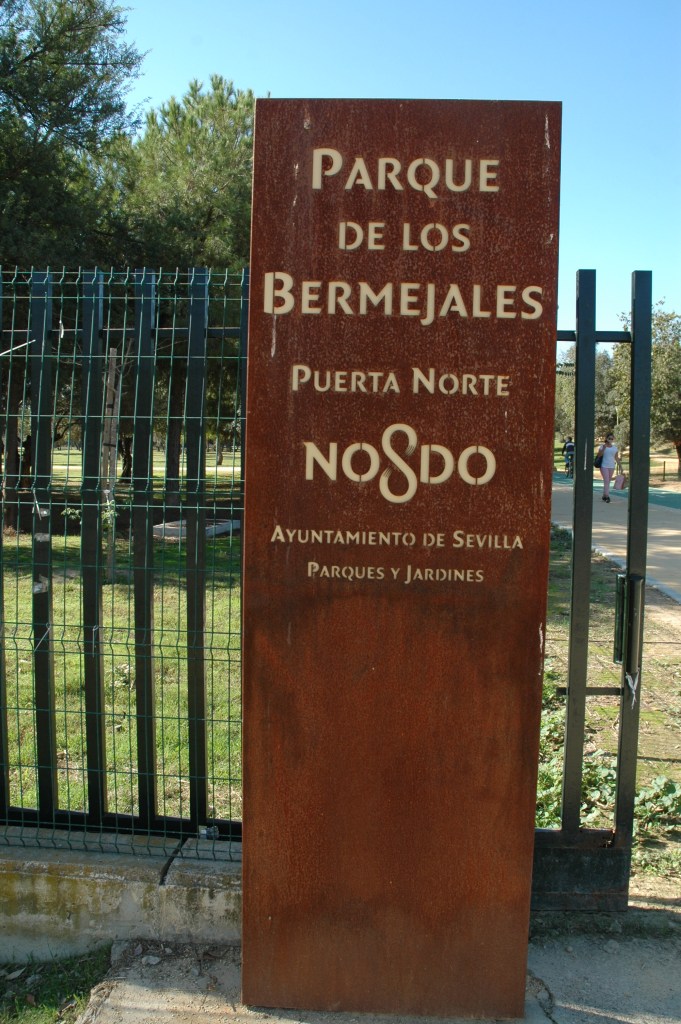 PARQUE
DE LOS
BERMEJALES
PUERTA NORTE
NO8DO
AYUNTAMIENTO DE SEVILLA
PARQUES Y JARDINES